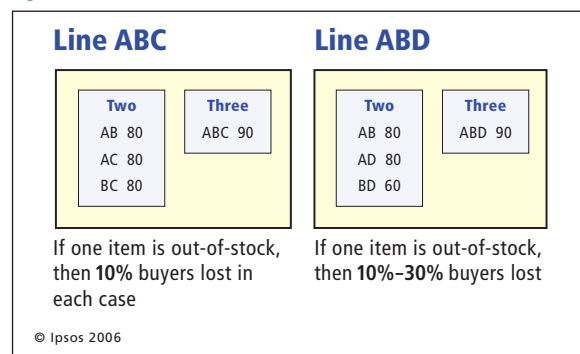 Line ABC
Two
AB 80
AC 80
BC 80
Three
ABC 90
If one item is out-of-stock,
then 10% buyers lost in
each case
Line ABD
Two
AB 80
AD 80
BD 60
Three
ABD 90
If one item is out-of-stock,
then 10%–30% buyers lost
© Ipsos 2006